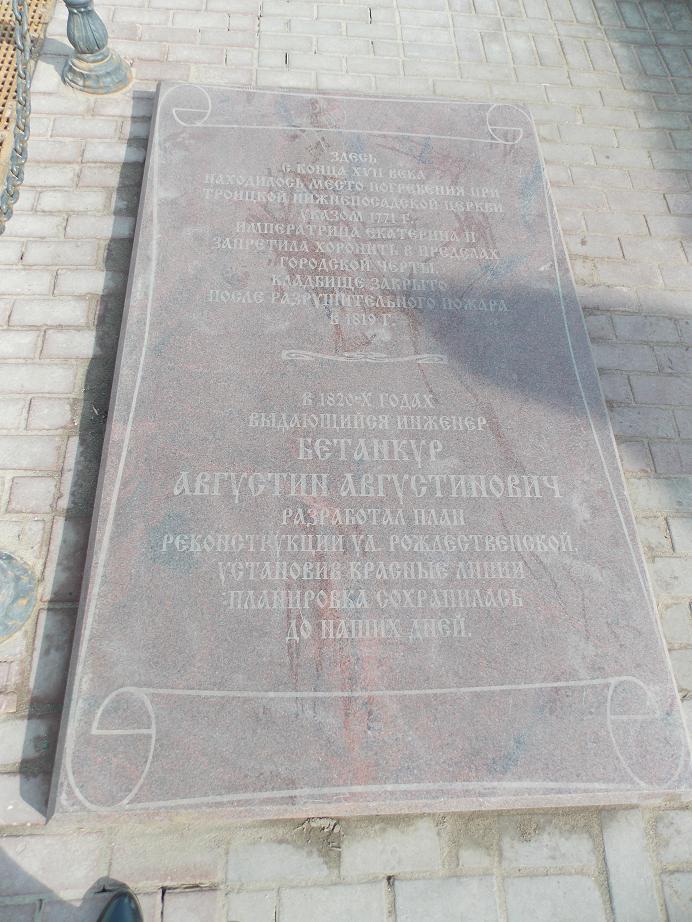 ЗДЕСЬ
С КОНЦА XVII ВЕКА
НАХОДИЛОСЬ МЕСТО ПОГРЕБЕНИЯ ПРИ
ТРОИЦКОЙ НИЖНЕПОСАДСКОЙ ЦЕРКВИ
УКАЗОМ 1771 Г.
ИМПЕРАТРИЦА ЕКАТЕРИНА II
ЗАПРЕТИЛА ХОРОНИТЬ В ПРЕДЕЛАХ
ГОРОДСКОЙ ЧЕРТЫ.
КЛАДБИЩЕ ЗАКРЫТО
ПОСЛЕ РАЗРУШИТЕЛЬНОГО ПОЖАРА
В 1819 Г.
В 1820-Х ГОДАХ
ВЫДАЮЩИЙСЯ ИНЖЕНЕР
БЕТАНКУР
АВГУСТИН АВГУСТИНОВИЧ
РАЗРАБОТАЛ ПЛАН
РЕКОНСТРУКЦИИ УЛ. РОЖДЕСТВЕНСКОЙ,
УСТАНОВИВ КРАСНЫЕ ЛИНИИ
:ПЛАНИРОВКА СОХРАНИЛАСЬ
ДО НАШИХ ДНЕЙ.